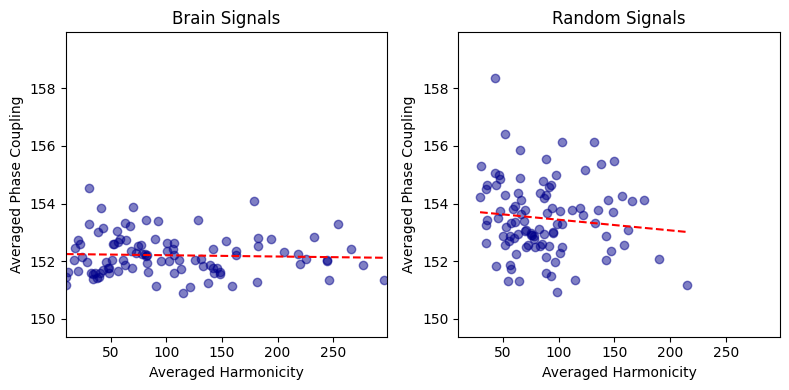 Brain Signals
Averaged Phase Coupling
158
156
154
152
150
50 100 150 200 250
Averaged Harmonicity
Random Signals
Averaged Phase Coupling
158
156
154
152
150
50 100 150 200 250
Averaged Harmonicity